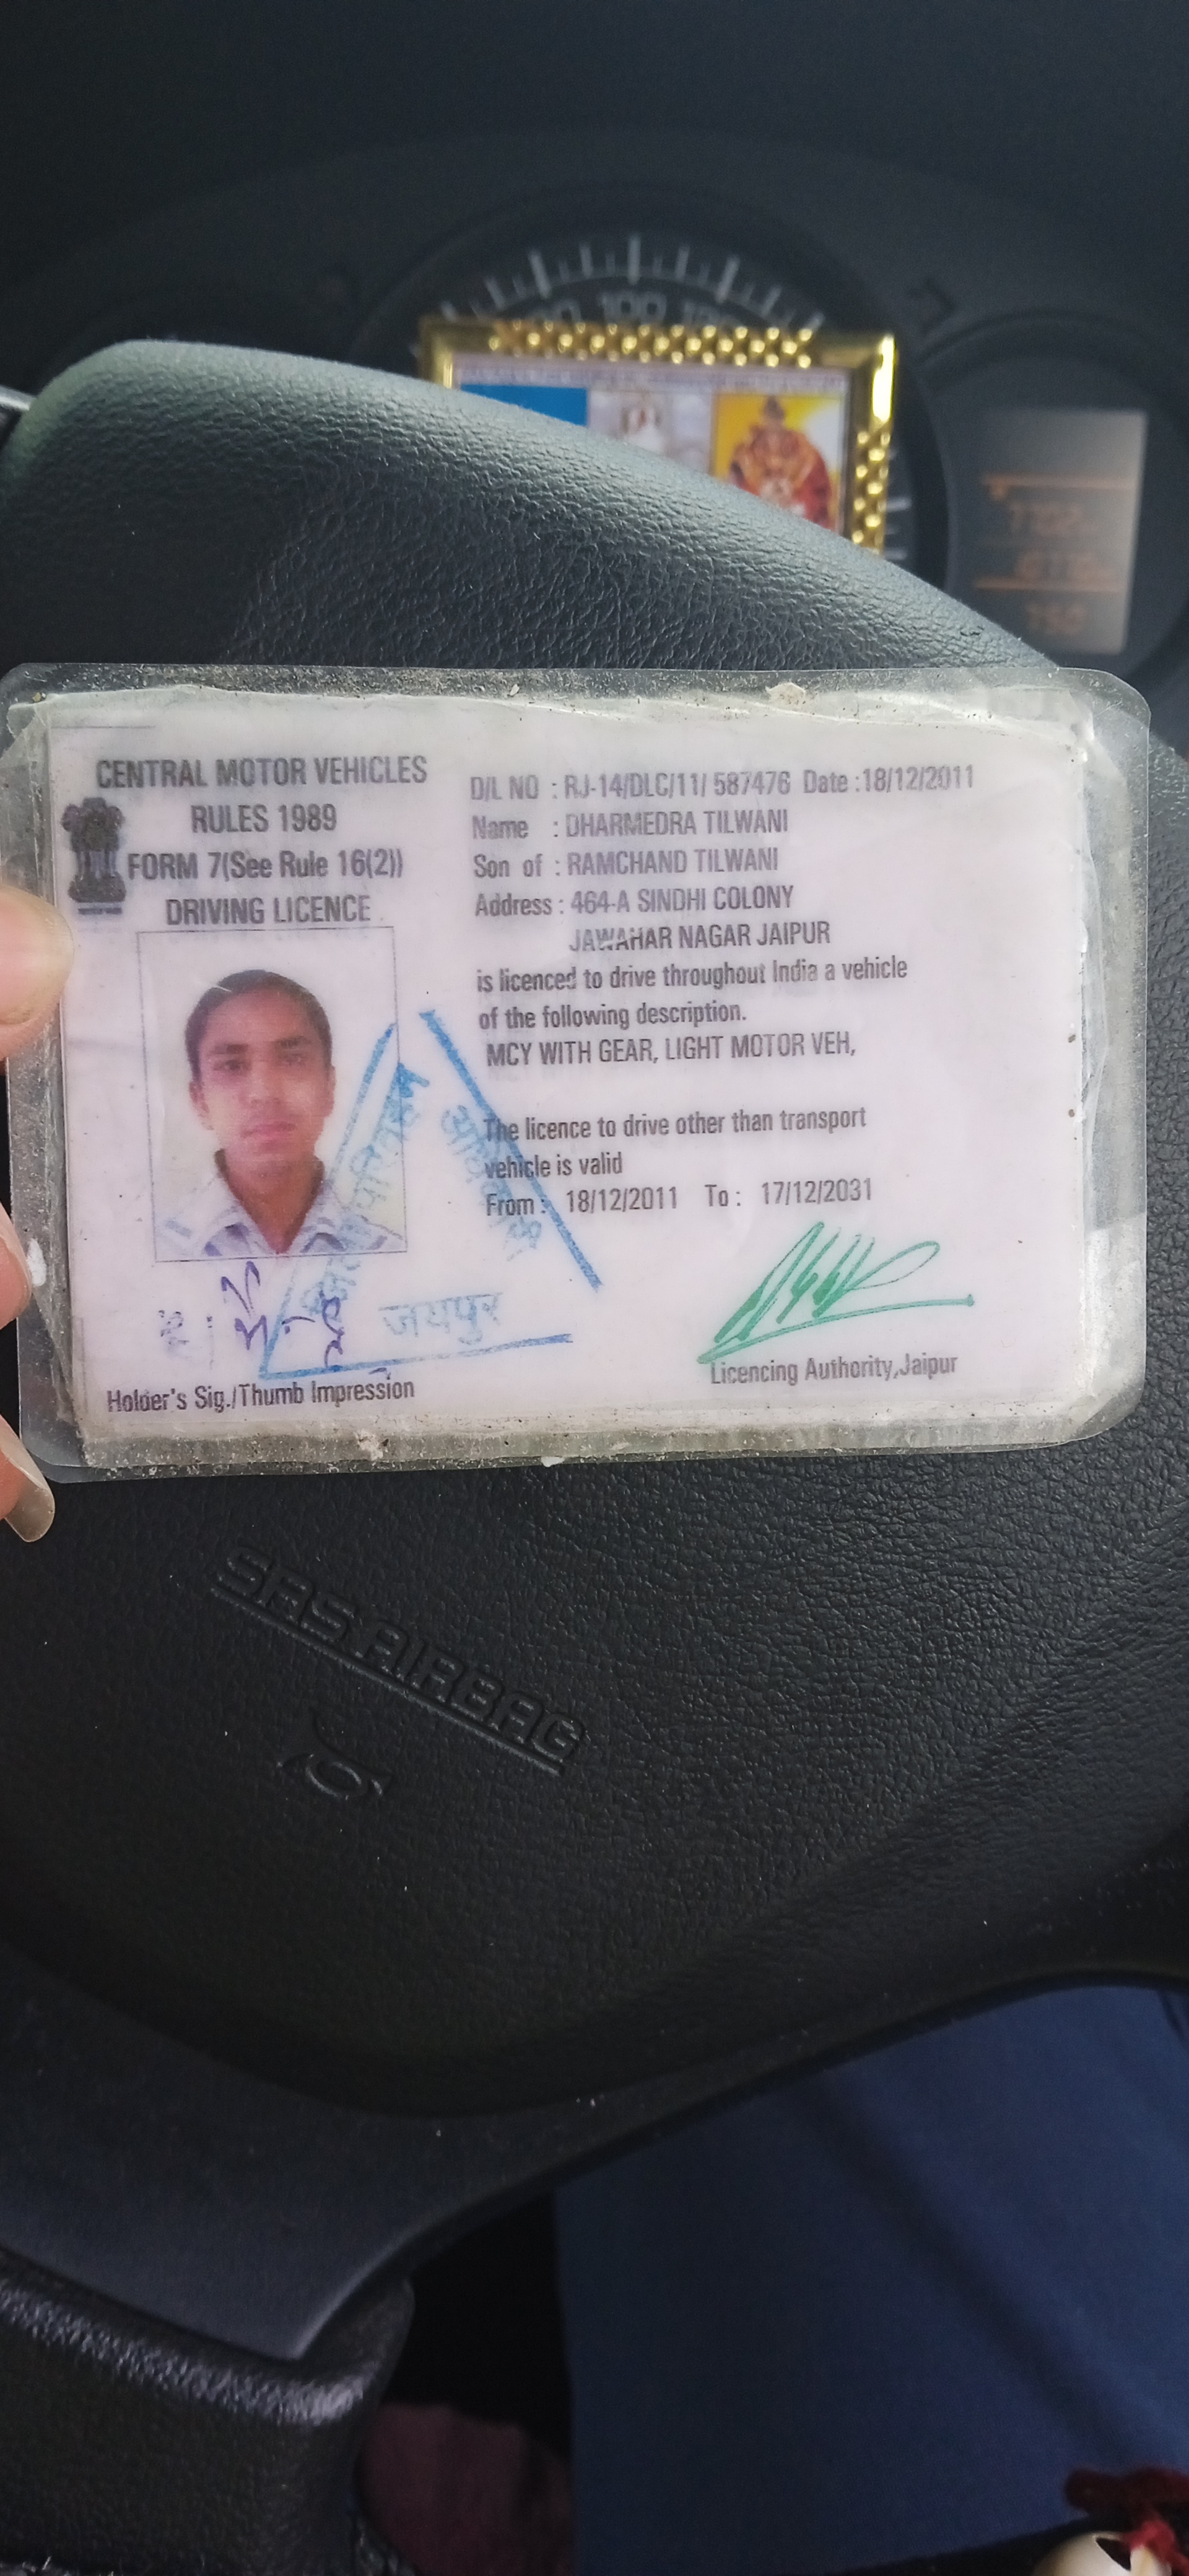 CENTRAL MOTOR VEHICLES
RULES 1989
FORM 7(See Rule 16(2))
DRIVING LICENCE
D/L NO : RJ-14/DLC/11/ 587476 Date :18/12/2011
Name : DHARMEDRA TILWANI
Son of : RAMCHAND TILWANI
Address : 464-A SINDHI COLONY
JAWAHAR NAGAR JAIPUR
is licenced to drive throughout India a vehicle
of the following description.
MCY WITH GEAR, LIGHT MOTOR VEH,
The licence to drive other than transport
vehicle is valid
From : 18/12/2011 To : 17/12/2031
जयपुर
Holder's Sig./Thumb Impression
Licencing Authority,Jaipur
SRS AIRBAG
100